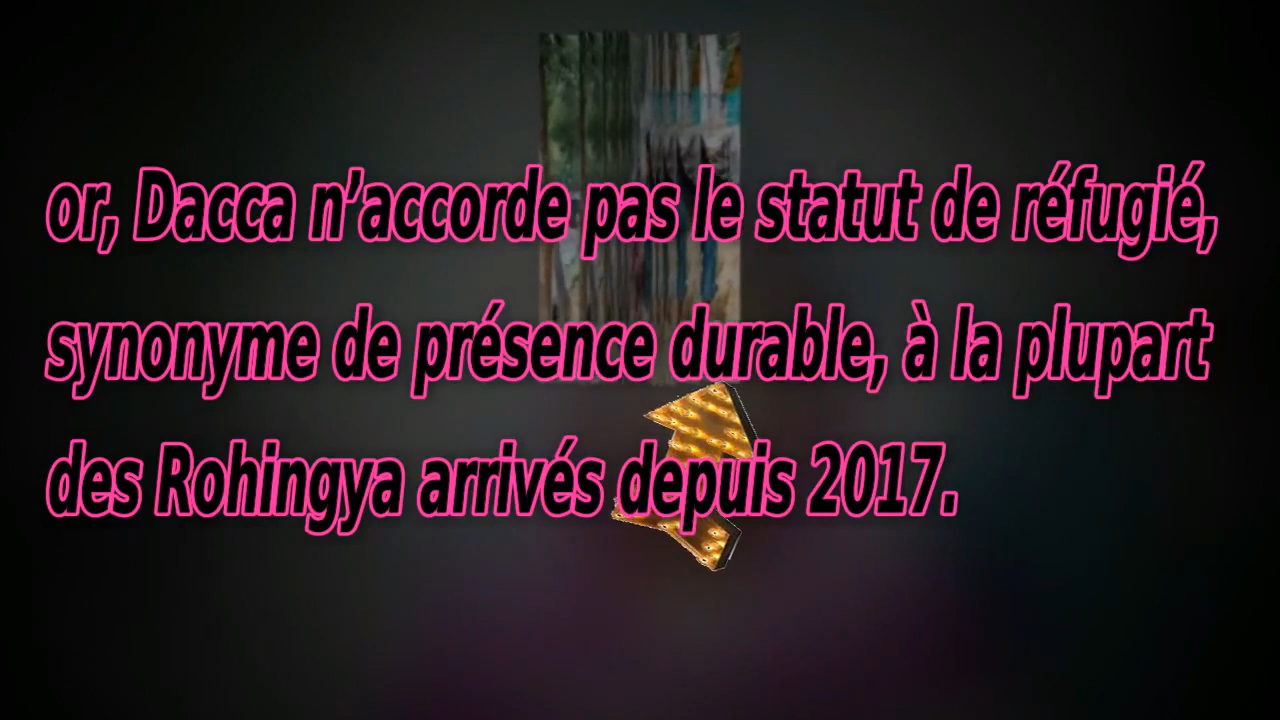 or, Dacca n’accorde pas le statut de réfugié,
synonyme de présence durable, à la plupart
des Rohingya arrivés depuis 2017.